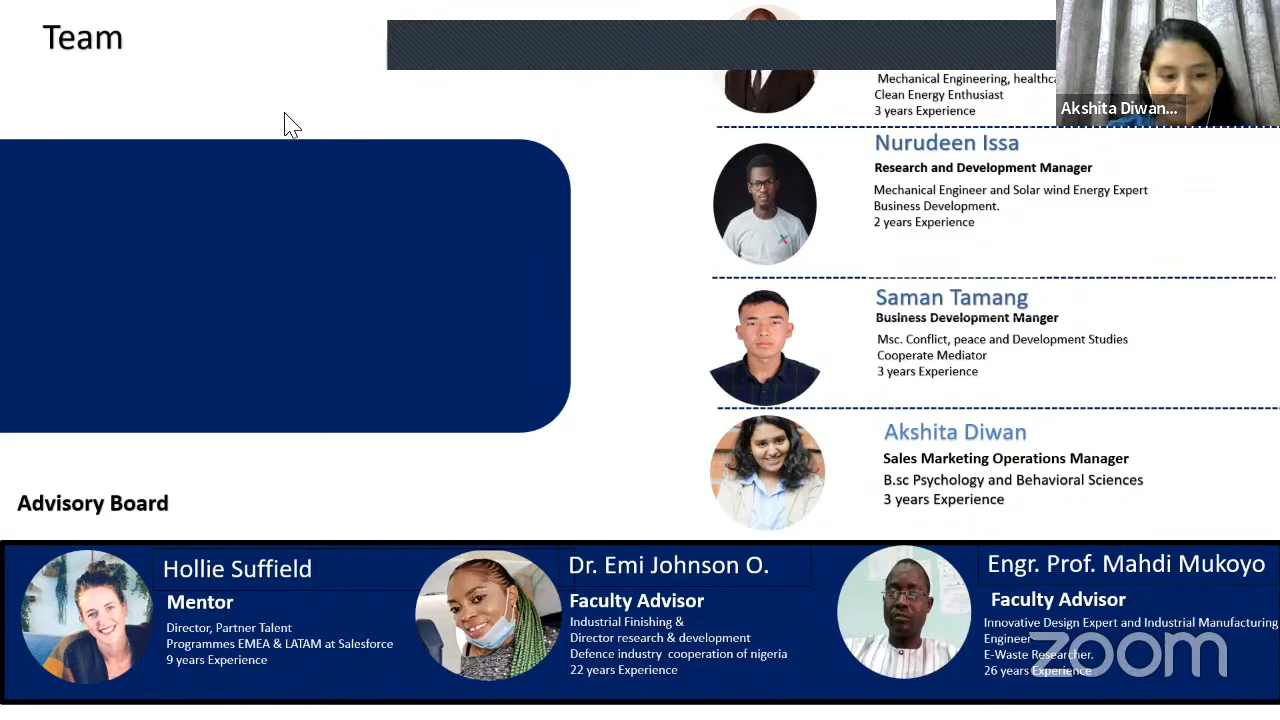 Team
Mechanical Engineering, healthca
Clean Energy Enthusiast
3 years Experience
Akshita Diwan...
Nurudeen Issa
Research and Development Manager
Mechanical Engineer and Solar wind Energy Expert
Business Development.
2 years Experience
Saman Tamang
Business Development Manger
Msc. Conflict, peace and Development Studies
Cooperate Mediator
3 years Experience
Akshita Diwan
Sales Marketing Operations Manager
B.sc Psychology and Behavioral Sciences
3 years Experience
Advisory Board
Hollie Suffield
Mentor
Director, Partner Talent
Programmes EMEA & LATAM at Salesforce
9 years Experience
Dr. Emi Johnson O.
Faculty Advisor
Industrial Finishing &
Director research & development
Defence industry cooperation of nigeria
22 years Experience
Engr. Prof. Mahdi Mukoyo
Faculty Advisor
Innovative Design Expert and Industrial Manufacturing
Engineer
E-Waste Researcher.
26 years Experience
zoom